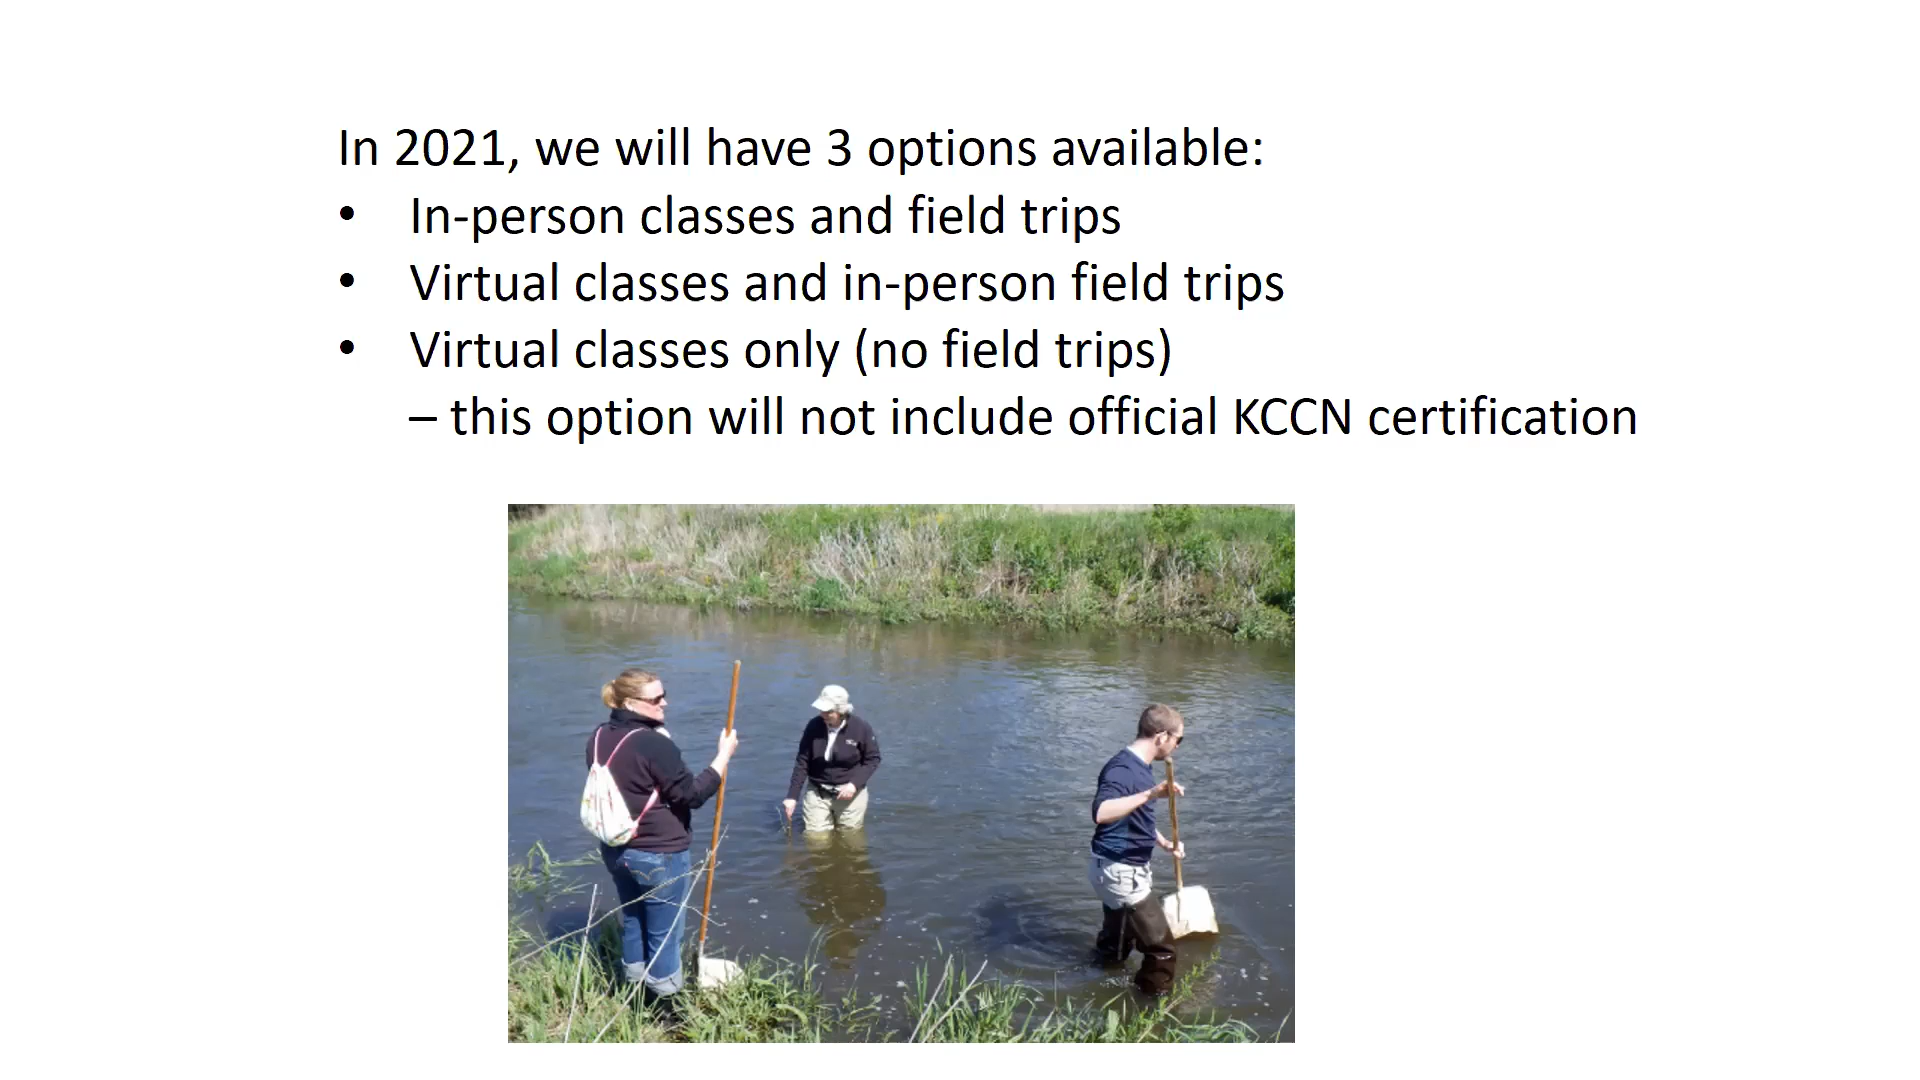 In 2021, we will have 3 options available:
• In-person classes and field trips
• Virtual classes and in-person field trips
• Virtual classes only (no field trips)
– this option will not include official KCCN certification